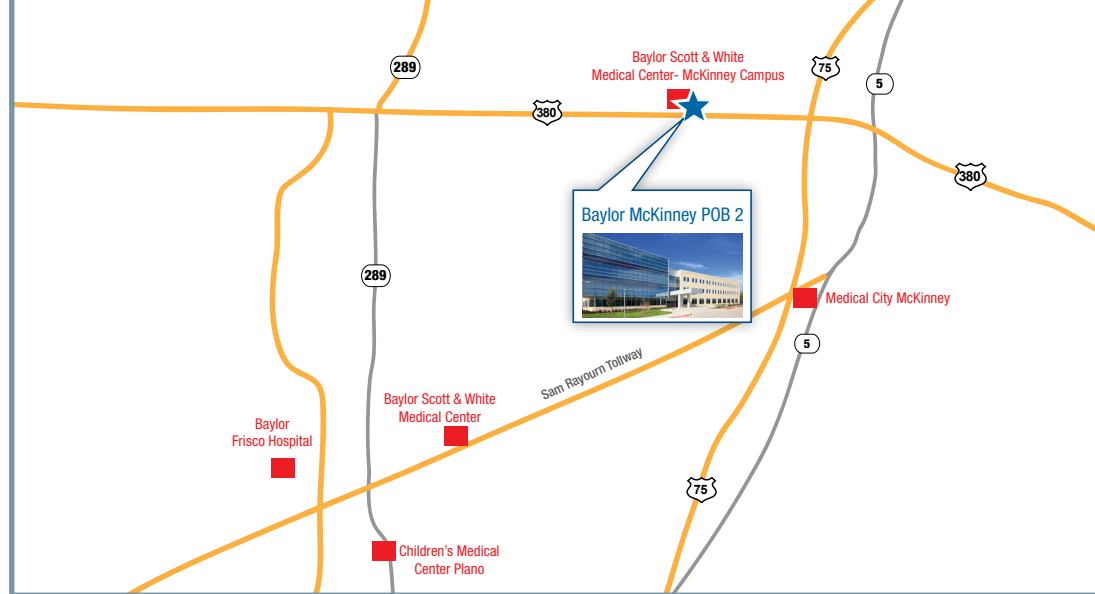 289
Baylor Scott & White
Medical Center- McKinney Campus
75
5
380
380
Baylor McKinney POB 2
289
Medical City McKinney
5
Sam Rayourn Tollway
Baylor Scott & White
Medical Center
Baylor
Frisco Hospital
75
Children's Medical
Center Plano